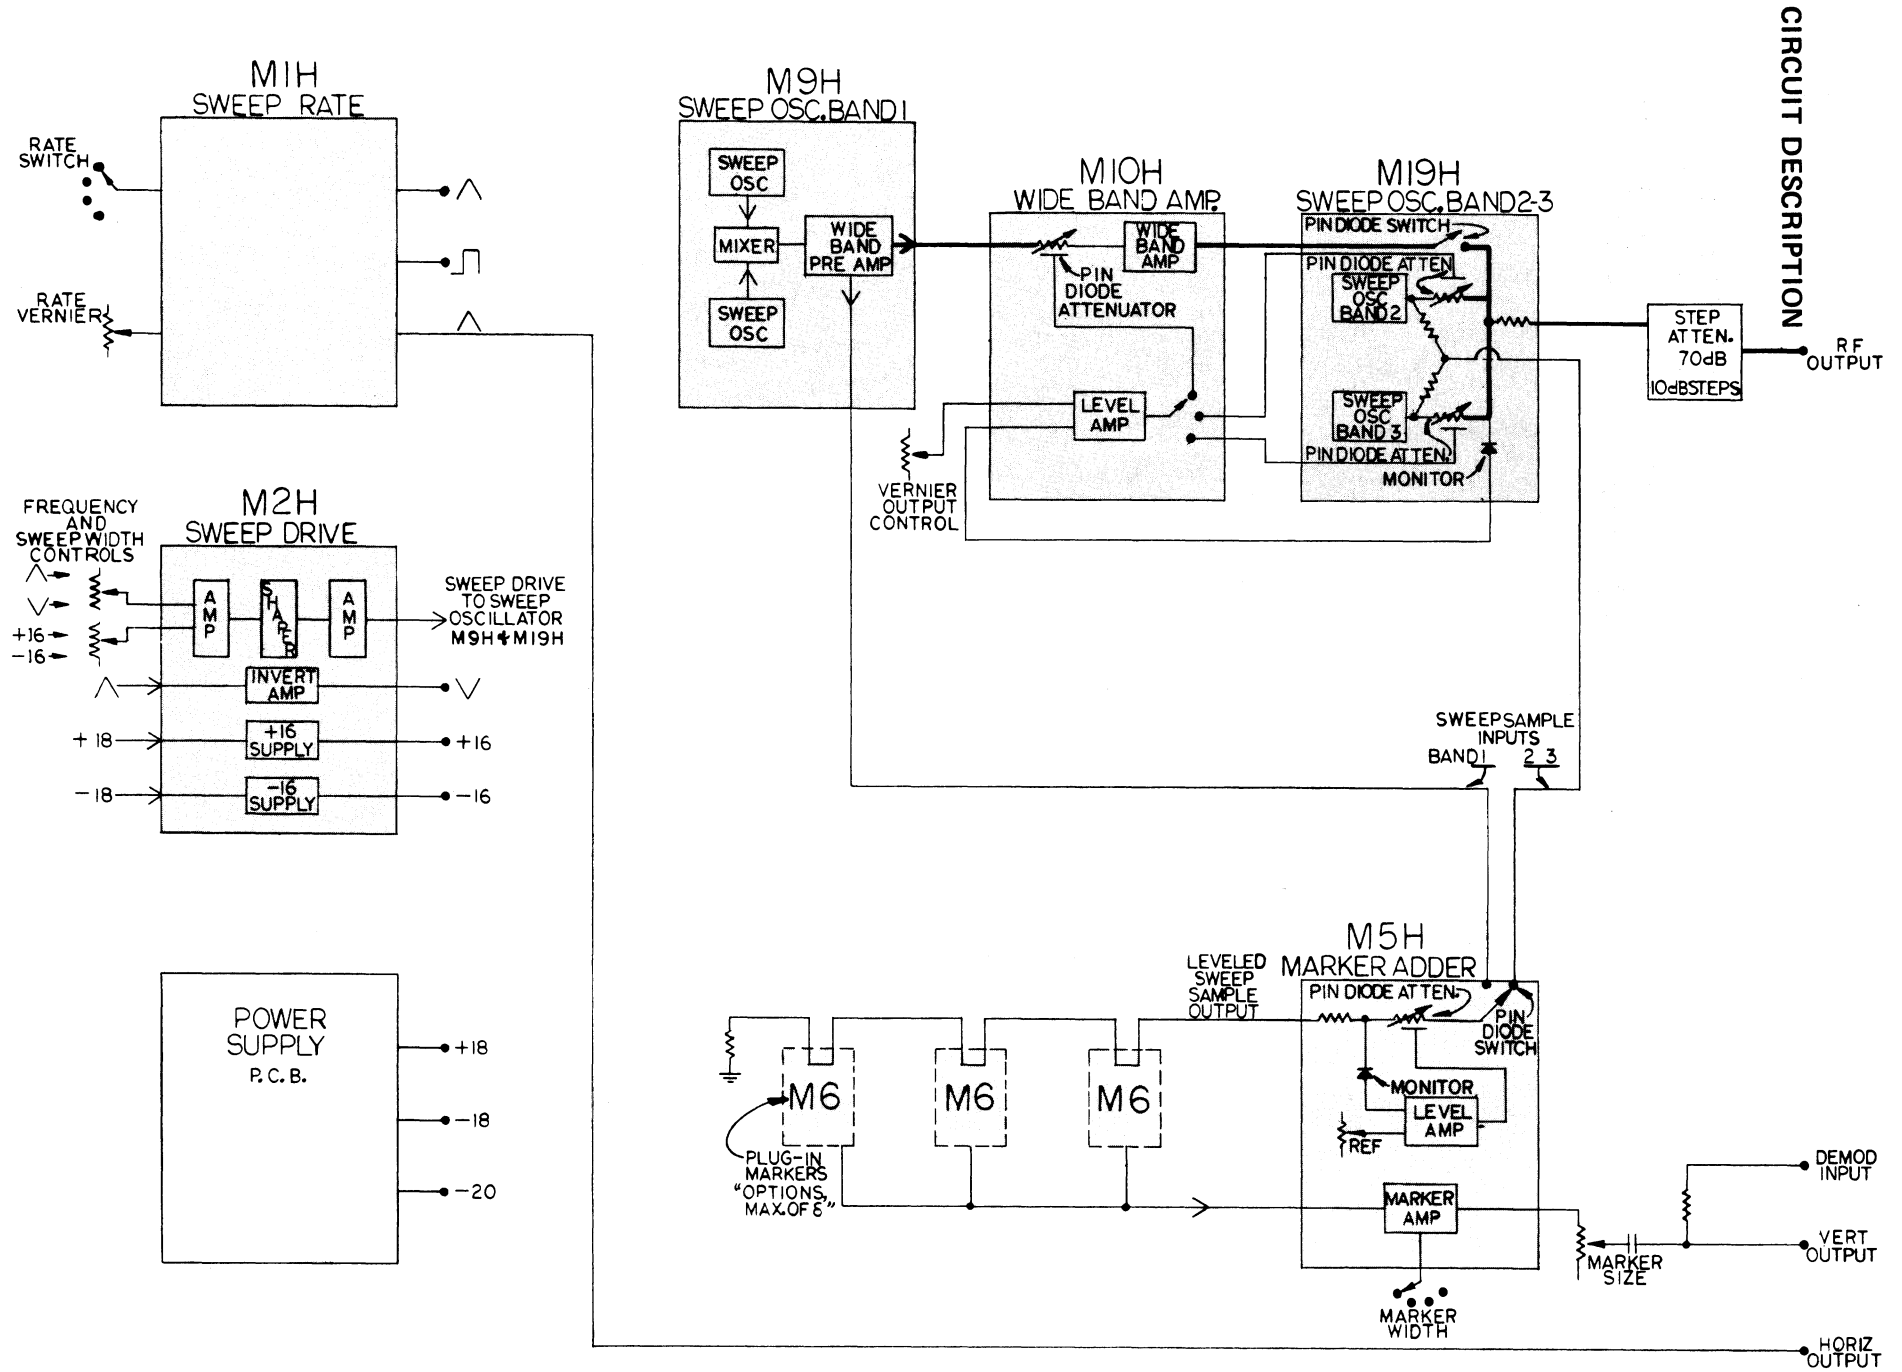 CIRCUIT DESCRIPTION
M1H
SWEEP RATE
RATE
SWITCH
RATE
VERNIER
M2H
SWEEP DRIVE
FREQUENCY
AND
SWEEP WIDTH
CONTROLS
+16
-16
AMP
SHAPER
AMP
SWEEP DRIVE
TO SWEEP
OSCILLATOR
M9H & M19H
INVERT
AMP
+18
+16
SUPPLY
+16
-18
-16
SUPPLY
-16
POWER
SUPPLY
P.C.B.
+18
-18
-20
M9H
SWEEP OSC. BAND 1
SWEEP
OSC
MIXER
SWEEP
OSC
WIDE
BAND
PRE AMP
M10H
WIDE BAND AMP.
WIDE
BAND
AMP
PIN
DIODE
ATTENUATOR
LEVEL
AMP
VERNIER
OUTPUT
CONTROL
M19H
SWEEP OSC. BAND 2-3
PIN DIODE SWITCH
PIN DIODE ATTEN.
SWEEP
OSC
BAND 2
SWEEP
OSC
BAND 3
PIN DIODE ATTEN.
MONITOR
STEP
ATTEN.
70dB
10dB STEPS
RF
OUTPUT
SWEEP SAMPLE
INPUTS
BAND 1
2 3
M5H
MARKER ADDER
LEVELED
SWEEP
SAMPLE
OUTPUT
PIN DIODE ATTEN.
PIN
DIODE
SWITCH
MONITOR
LEVEL
AMP
REF
MARKER
AMP
M6
M6
M6
PLUG-IN
MARKERS
"OPTIONS,
MAX. OF 8"
MARKER
WIDTH
MARKER
SIZE
DEMOD
INPUT
VERT
OUTPUT
HORIZ
OUTPUT